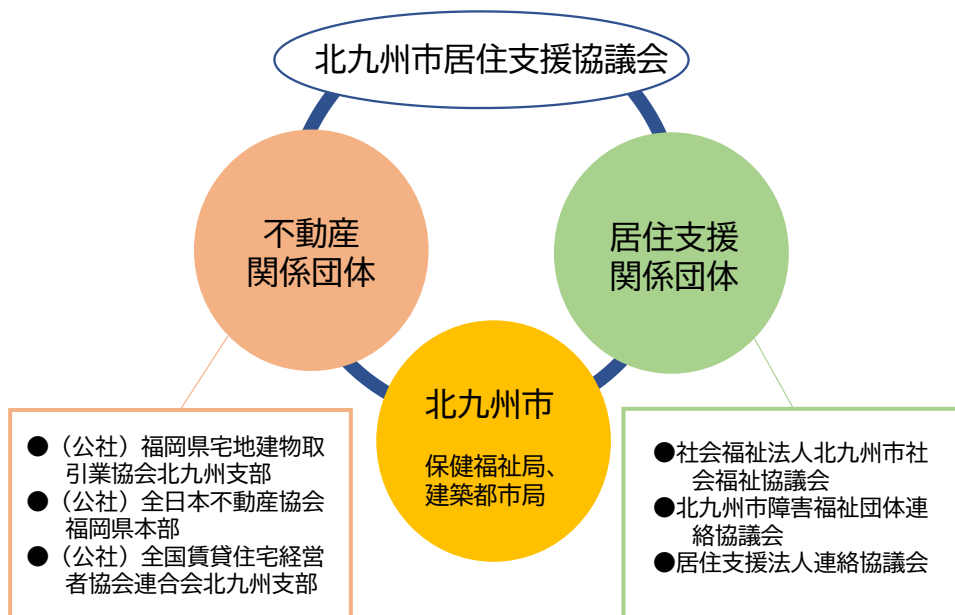 北九州市居住支援協議会
不動産
関係団体
居住支援
関係団体
北九州市
保健福祉局、
建築都市局
●（公社）福岡県宅地建物取
引業協会北九州支部
●（公社）全日本不動産協会
福岡県本部
●（公社）全国賃貸住宅経営
者協会連合会北九州支部
●社会福祉法人北九州市社
会福祉協議会
●北九州市障害福祉団体連
絡協議会
●居住支援法人連絡協議会